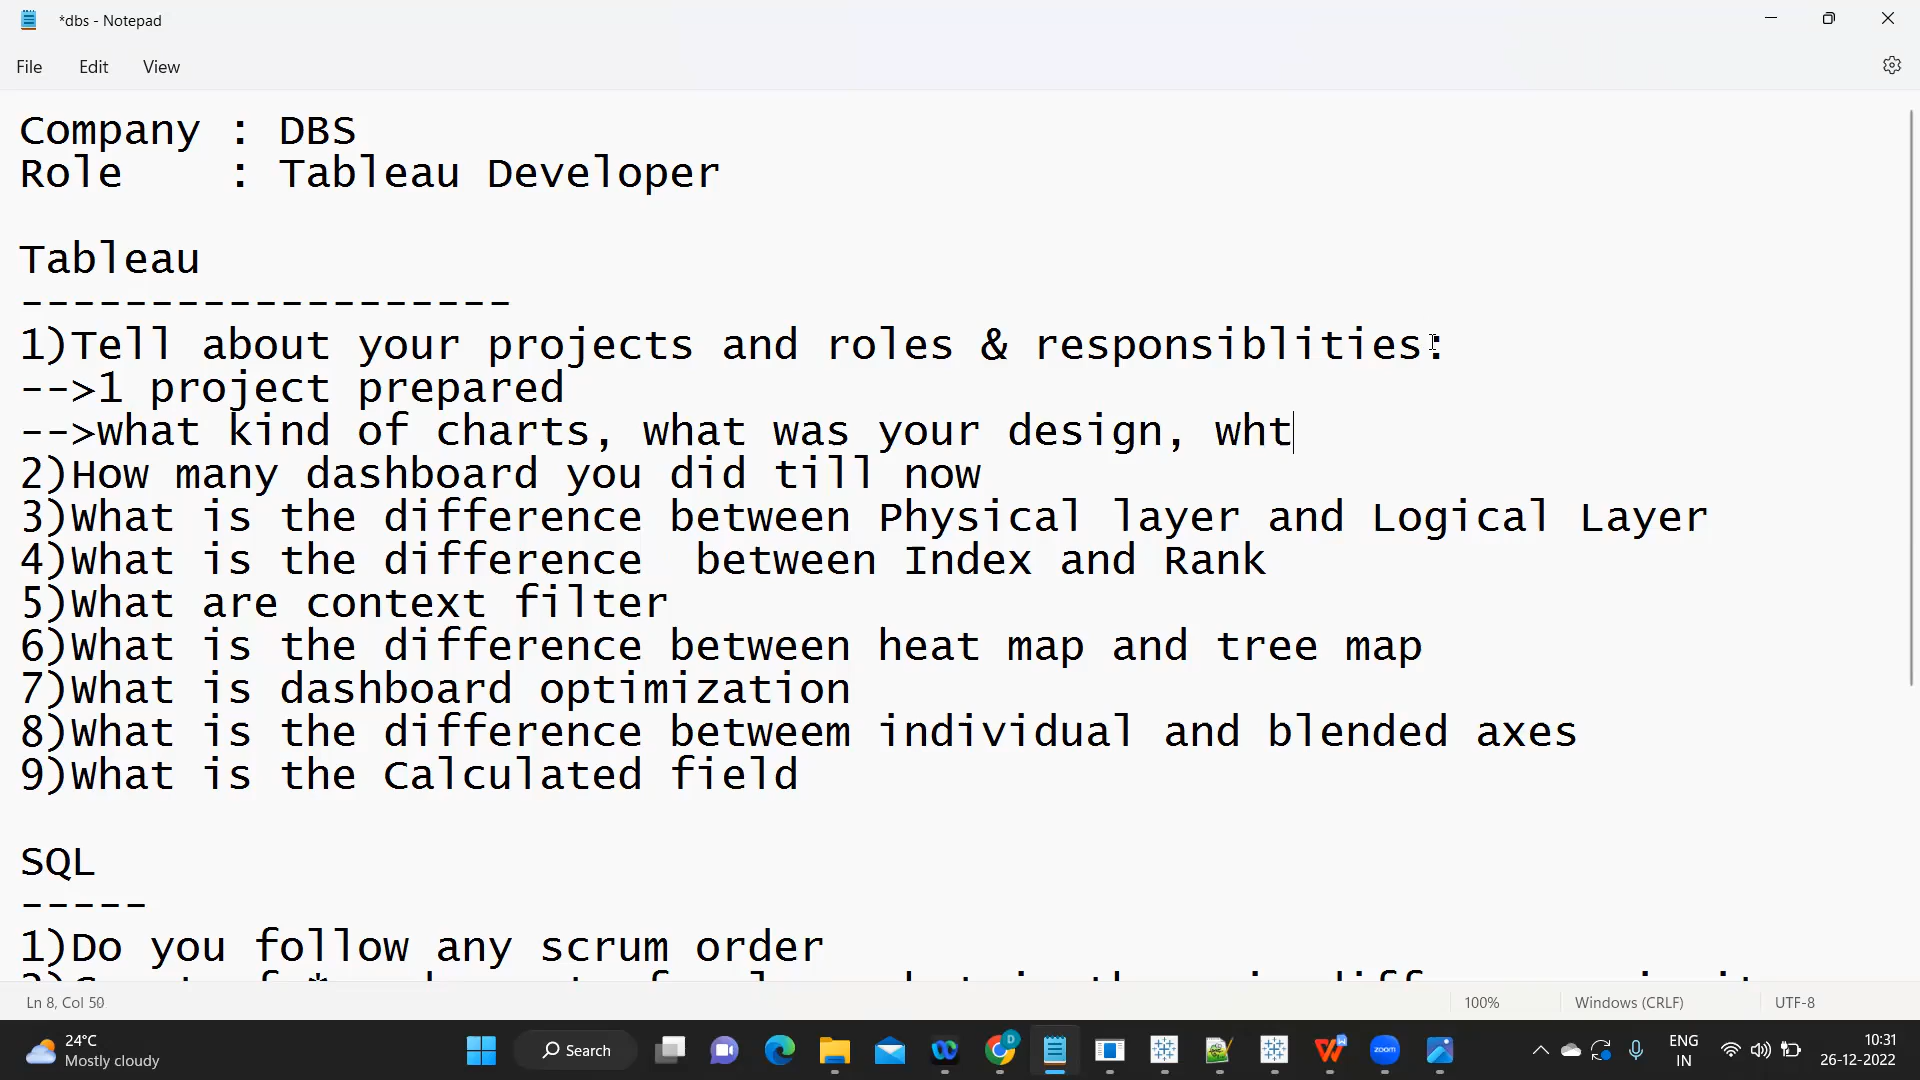 *dbs - Notepad
File Edit View
Company : DBS
Role : Tableau Developer
Tableau
-------------------
1)Tell about your projects and roles & responsiblities:
-->1 project prepared
-->what kind of charts, what was your design, wht
2)How many dashboard you did till now
3)What is the difference between Physical layer and Logical Layer
4)What is the difference  between Index and Rank
5)What are context filter
6)What is the difference between heat map and tree map
7)What is dashboard optimization
8)What is the difference betweem individual and blended axes
9)What is the Calculated field
SQL
-----
1)Do you follow any scrum order
Ln 8, Col 50 100% Windows (CRLF) UTF-8
24°C
Mostly cloudy
Search
D
zoom
ENG
IN
10:31
26-12-2022